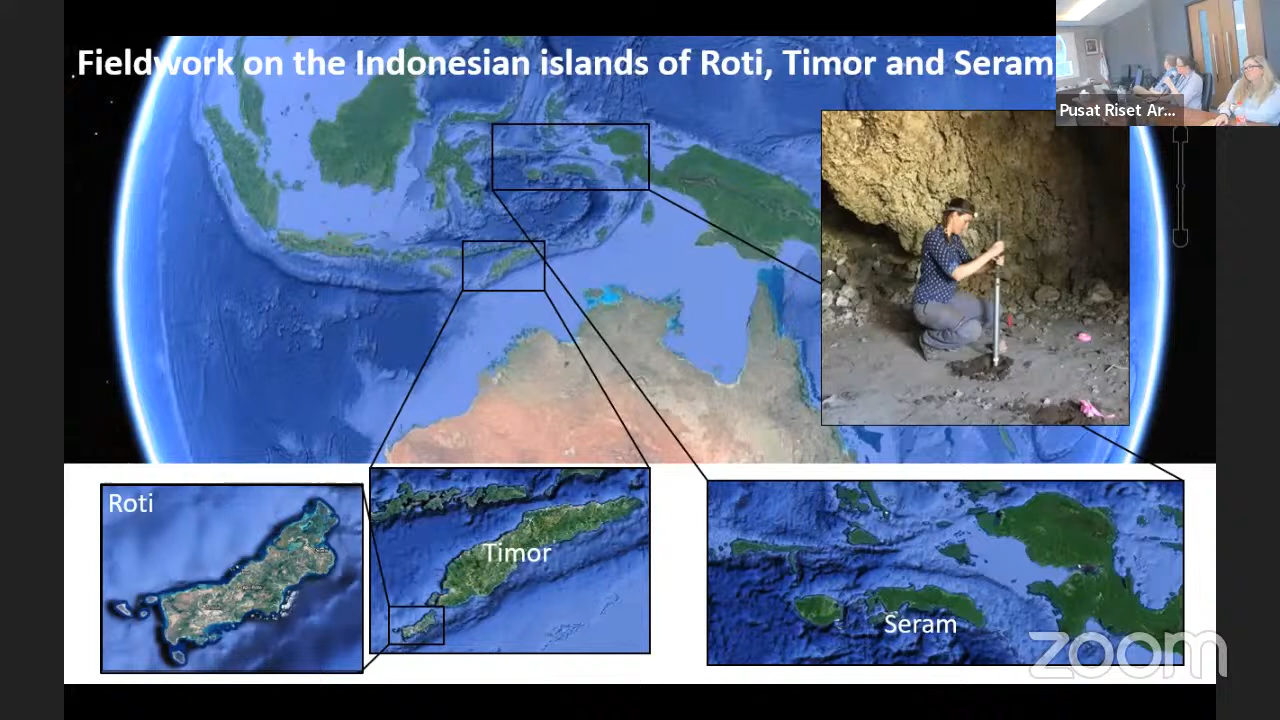 Fieldwork on the Indonesian islands of Roti, Timor and Seram
Pusat Riset Ar...
Roti
Timor
Seram
zoom